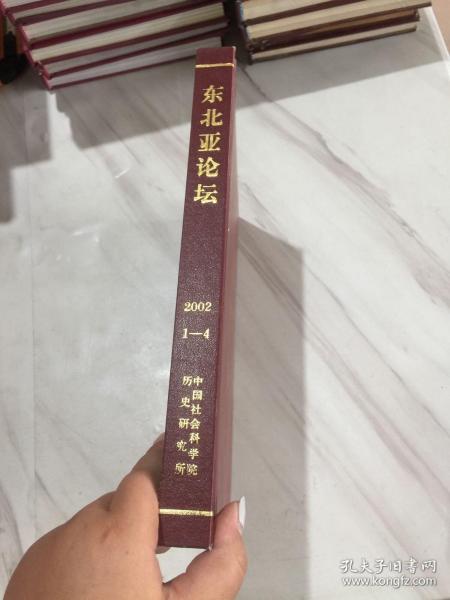 东北亚论坛
2002
1—4
中国社会科学院
历史研究所
孔夫子旧书网
www.kongfz.com